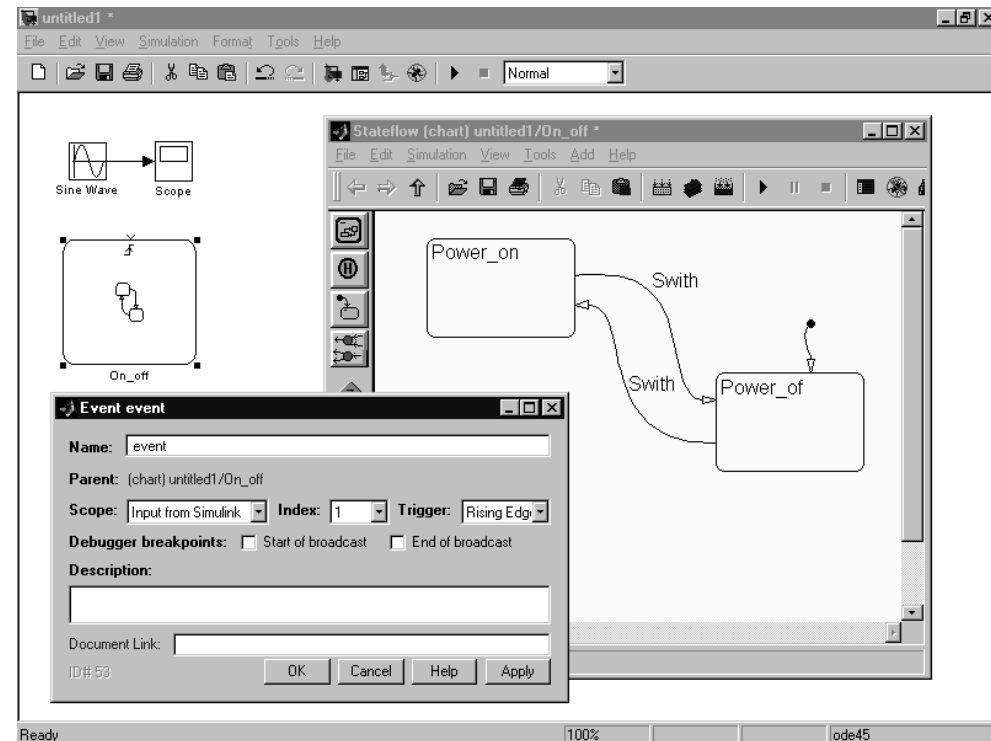 untitled1 *
File Edit View Simulation Format Tools Help
Normal
Sine Wave
Scope
On_off
Stateflow (chart) untitled1/On_off *
File Edit Simulation View Tools Add Help
Power_on
Swith
Swith
Power_of
Event event
Name: event
Parent: (chart) untitled1/On_off
Scope: Input from Simulink Index: 1 Trigger: Rising Edg
Debugger breakpoints: Start of broadcast End of broadcast
Description:
Document Link:
ID# 53 OK Cancel Help Apply
Ready 100% ode45